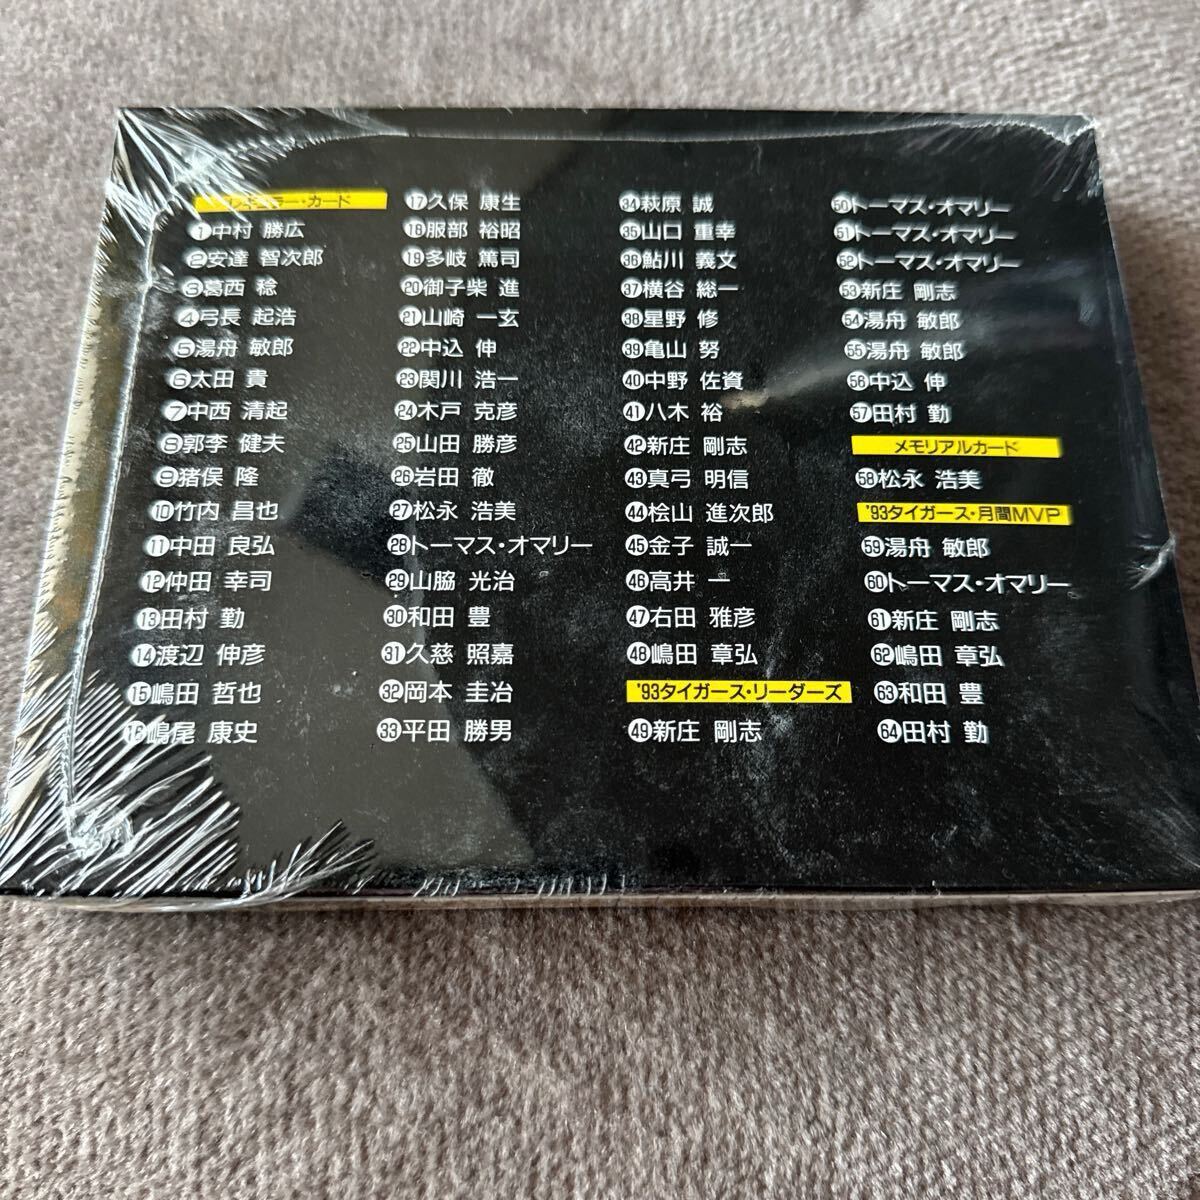 レギュラー・カード
①中村 勝広
②安達 智次郎
③葛西 稔
④弓長 起浩
⑤湯舟 敏郎
⑥太田 貴
⑦中西 清起
⑧郭李 健夫
⑨猪俣 隆
⑩竹内 昌也
⑪中田 良弘
⑫仲田 幸司
⑬田村 勤
⑭渡辺 伸彦
⑮嶋田 哲也
⑯嶋尾 康史
⑰久保 康生
⑱服部 裕昭
⑲多岐 篤司
⑳御子柴 進
㉑山崎 一玄
㉒中込 伸
㉓関川 浩一
㉔木戸 克彦
㉕山田 勝彦
㉖岩田 徹
㉗松永 浩美
㉘トーマス・オマリー
㉙山脇 光治
㉚和田 豊
㉛久慈 照嘉
㉜岡本 圭治
㉝平田 勝男
㉞萩原 誠
㉟山口 重幸
㊱鮎川 義文
㊲横谷 総一
㊳星野 修
㊴亀山 努
㊵中野 佐資
㊶八木 裕
㊷新庄 剛志
㊸真弓 明信
㊹桧山 進次郎
㊺金子 誠一
㊻高井 一
㊼右田 雅彦
㊽嶋田 章弘
'93タイガース・リーダーズ
㊾新庄 剛志
㊿トーマス・オマリー
51トーマス・オマリー
52トーマス・オマリー
53新庄 剛志
54湯舟 敏郎
55湯舟 敏郎
56中込 伸
57田村 勤
メモリアルカード
58松永 浩美
'93タイガース・月間MVP
59湯舟 敏郎
60トーマス・オマリー
61新庄 剛志
62嶋田 章弘
63和田 豊
64田村 勤